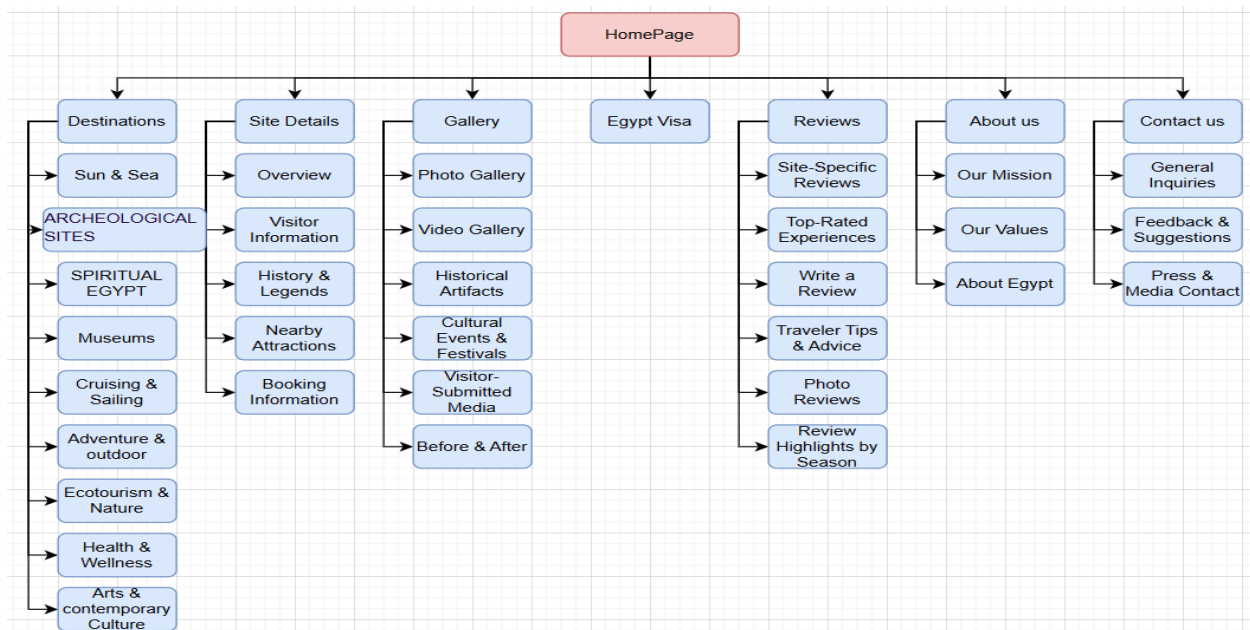 HomePage
Destinations
Site Details
Gallery
Egypt Visa
Reviews
About us
Contact us
Sun & Sea
ARCHEOLOGICAL
SITES
SPIRITUAL
EGYPT
Museums
Cruising &
Sailing
Adventure &
outdoor
Ecotourism &
Nature
Health &
Wellness
Arts &
contemporary
Culture
Overview
Visitor
Information
History &
Legends
Nearby
Attractions
Booking
Information
Photo Gallery
Video Gallery
Historical
Artifacts
Cultural
Events &
Festivals
Visitor-
Submitted
Media
Before & After
Site-Specific
Reviews
Top-Rated
Experiences
Write a
Review
Traveler Tips
& Advice
Photo
Reviews
Review
Highlights by
Season
Our Mission
Our Values
About Egypt
General
Inquiries
Feedback &
Suggestions
Press &
Media Contact